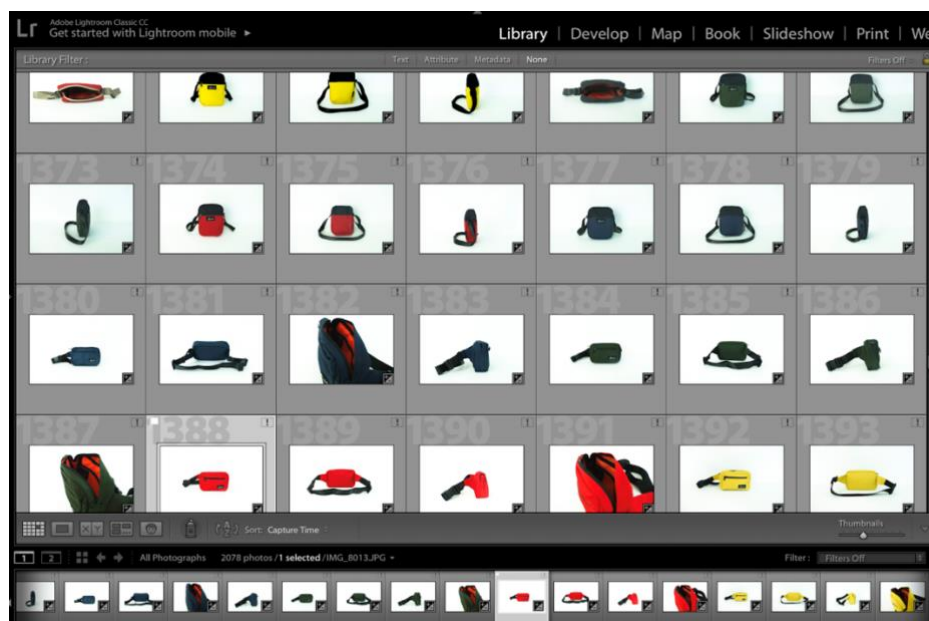 Lr Adobe Lightroom Classic CC
Get started with Lightroom mobile ▸
Library | Develop | Map | Book | Slideshow | Print | We
Library Filter : Text Attribute Metadata None Filters Off
1373 1374 1375 1376 1377 1378 1379
1380 1381 1382 1383 1384 1385 1386
1387 1388 1389 1390 1391 1392 1393
XY Sort: Capture Time Thumbnails
1 2 All Photographs 2078 photos / 1 selected / IMG_8013.JPG Filter : Filters Off